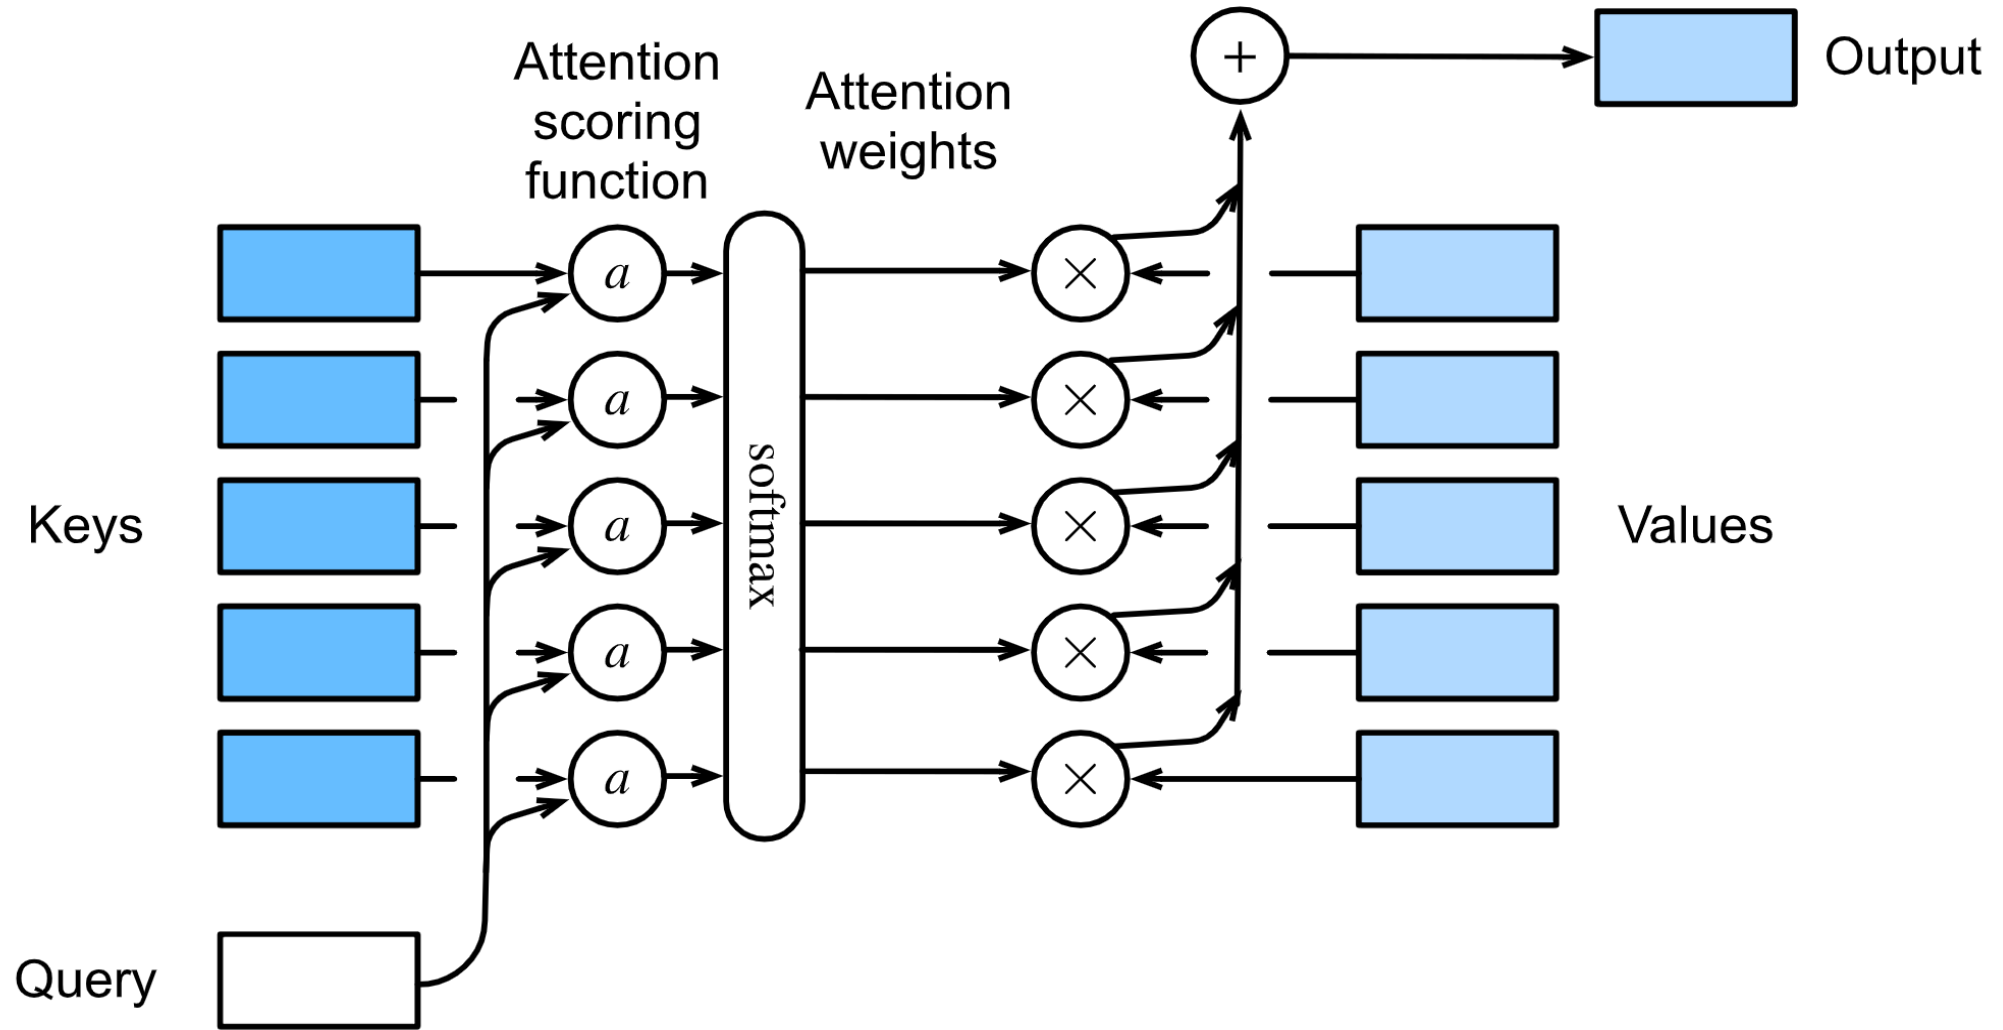 Attention
scoring
function
Attention
weights
+
Output
Keys
a
a
a
a
a
softmax
×
×
×
×
×
Values
Query